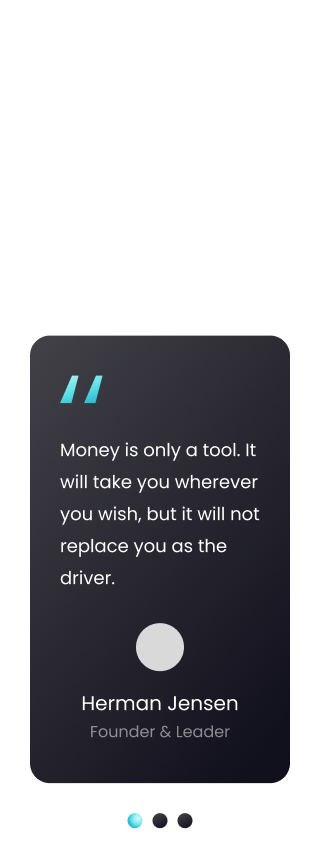 “
Money is only a tool. It
will take you wherever
you wish, but it will not
replace you as the
driver.
Herman Jensen
Founder & Leader